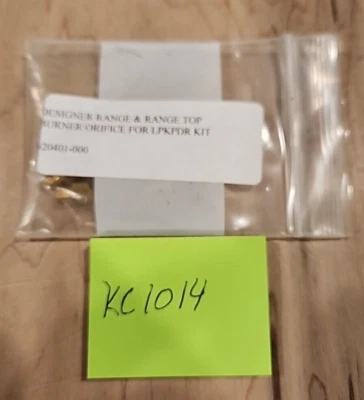 DESIGNER RANGE & RANGE TOP
BURNER ORIFICE FOR LPKPDR KIT
20401-000
KC1014